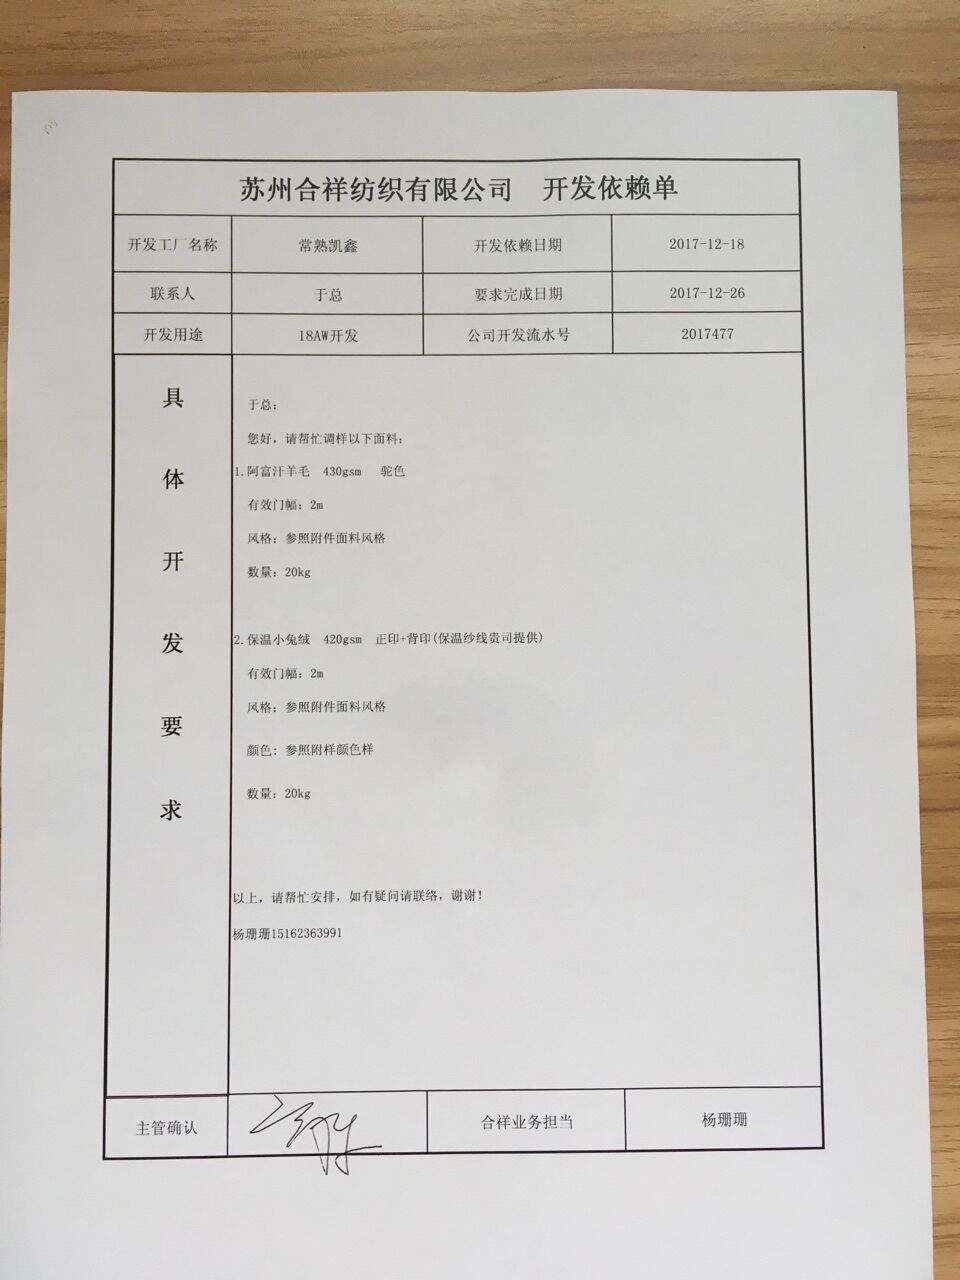 苏州合祥纺织有限公司 开发依赖单
开发工厂名称 常熟凯鑫 开发依赖日期 2017-12-18
联系人 于总 要求完成日期 2017-12-26
开发用途 18AW开发 公司开发流水号 2017477
具体开发要求
于总：
您好，请帮忙调样以下面料：
1.阿富汗羊毛 430gsm 驼色
有效门幅：2m
风格：参照附件面料风格
数量：20kg
2.保温小兔绒 420gsm 正印+背印(保温纱线贵司提供)
有效门幅：2m
风格：参照附件面料风格
颜色：参照附样颜色样
数量：20kg
以上，请帮忙安排，如有疑问请联络，谢谢！
杨珊珊15162363991
主管确认 合祥业务担当 杨珊珊